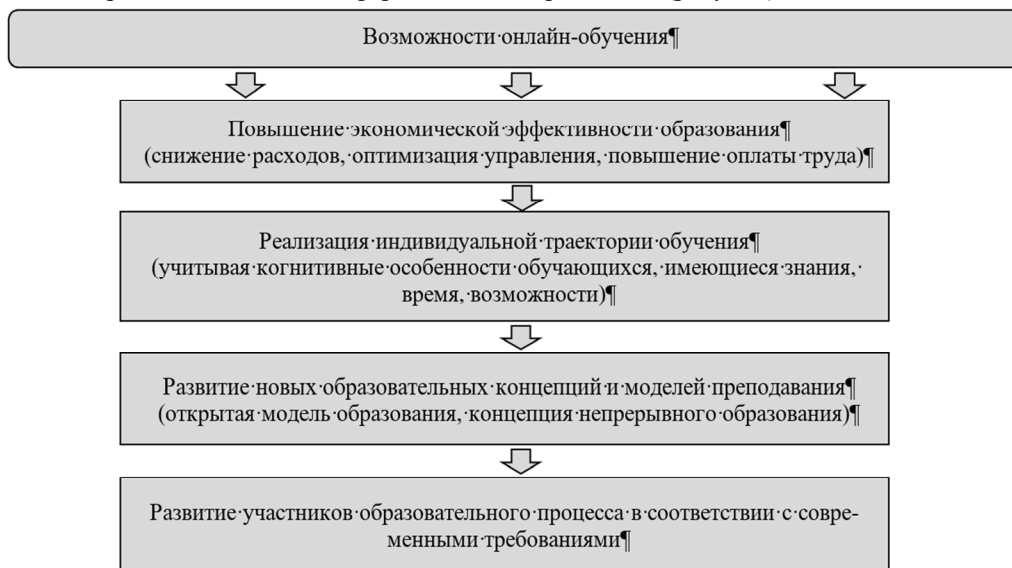 Возможности·онлайн-обучения¶
Повышение·экономической·эффективности·образования¶
(снижение·расходов,·оптимизация·управления,·повышение·оплаты·труда)¶
Реализация·индивидуальной·траектории·обучения¶
(учитывая·когнитивные·особенности·обучающихся,·имеющиеся·знания,·
время,·возможности)¶
Развитие·новых·образовательных·концепций·и·моделей·преподавания¶
(открытая·модель·образования,·концепция·непрерывного·образования)¶
Развитие·участников·образовательного·процесса·в·соответствии·с·совре-
менными·требованиями¶